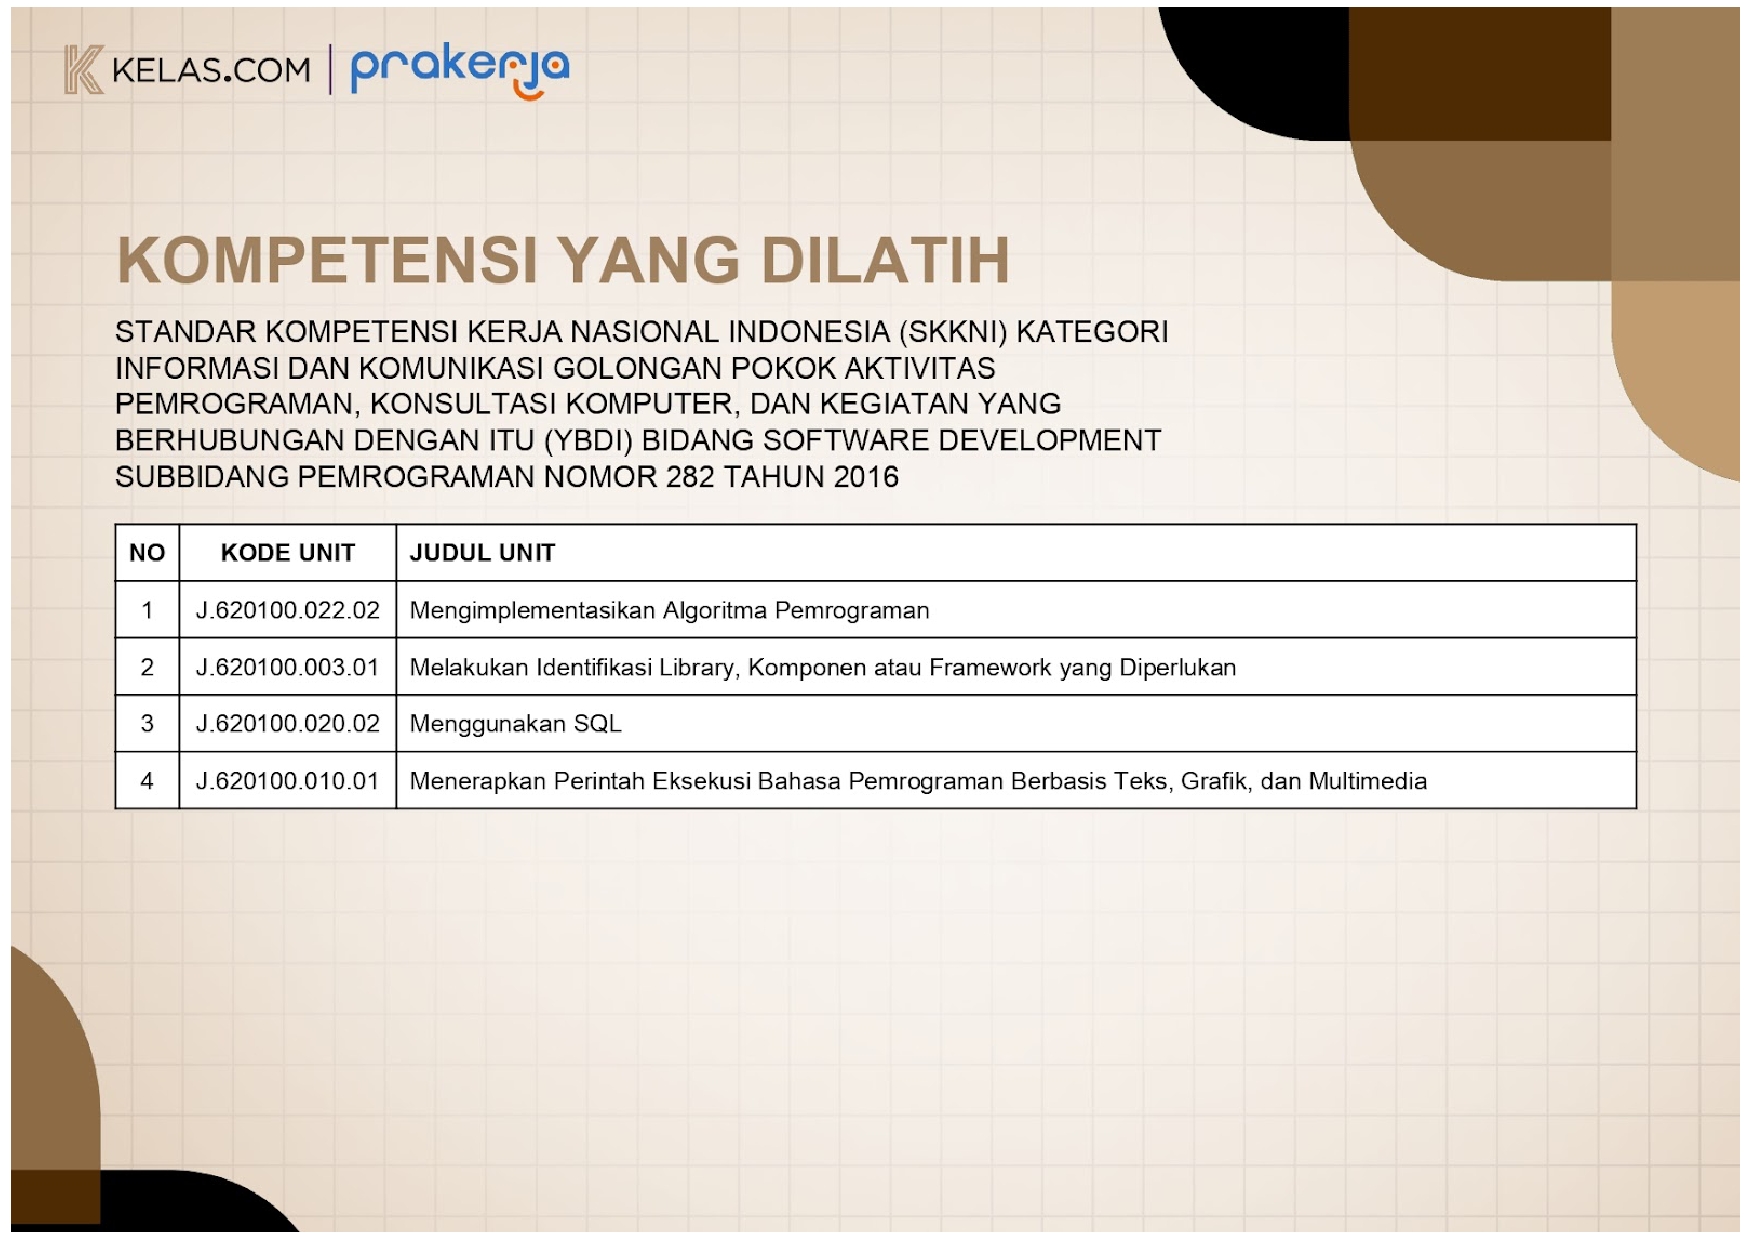 KELAS.COM | prakerja
KOMPETENSI YANG DILATIH
STANDAR KOMPETENSI KERJA NASIONAL INDONESIA (SKKNI) KATEGORI
INFORMASI DAN KOMUNIKASI GOLONGAN POKOK AKTIVITAS
PEMROGRAMAN, KONSULTASI KOMPUTER, DAN KEGIATAN YANG
BERHUBUNGAN DENGAN ITU (YBDI) BIDANG SOFTWARE DEVELOPMENT
SUBBIDANG PEMROGRAMAN NOMOR 282 TAHUN 2016
NO KODE UNIT JUDUL UNIT
1 J.620100.022.02 Mengimplementasikan Algoritma Pemrograman
2 J.620100.003.01 Melakukan Identifikasi Library, Komponen atau Framework yang Diperlukan
3 J.620100.020.02 Menggunakan SQL
4 J.620100.010.01 Menerapkan Perintah Eksekusi Bahasa Pemrograman Berbasis Teks, Grafik, dan Multimedia